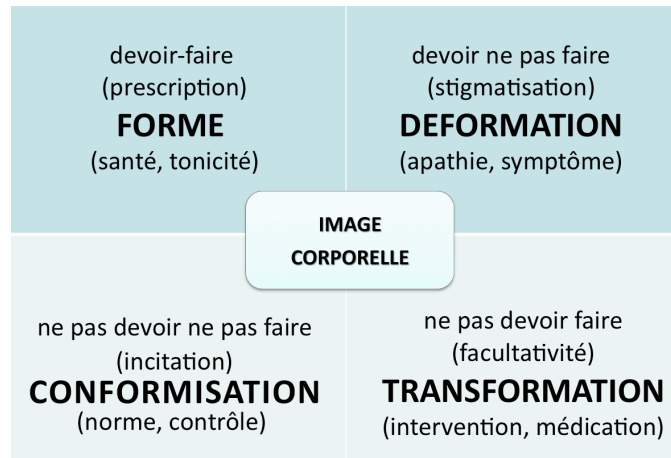 devoir-faire
(prescription)
FORME
(santé, tonicité)
devoir ne pas faire
(stigmatisation)
DEFORMATION
(apathie, symptôme)
IMAGE
CORPORELLE
ne pas devoir ne pas faire
(incitation)
CONFORMISATION
(norme, contrôle)
ne pas devoir faire
(facultativité)
TRANSFORMATION
(intervention, médication)